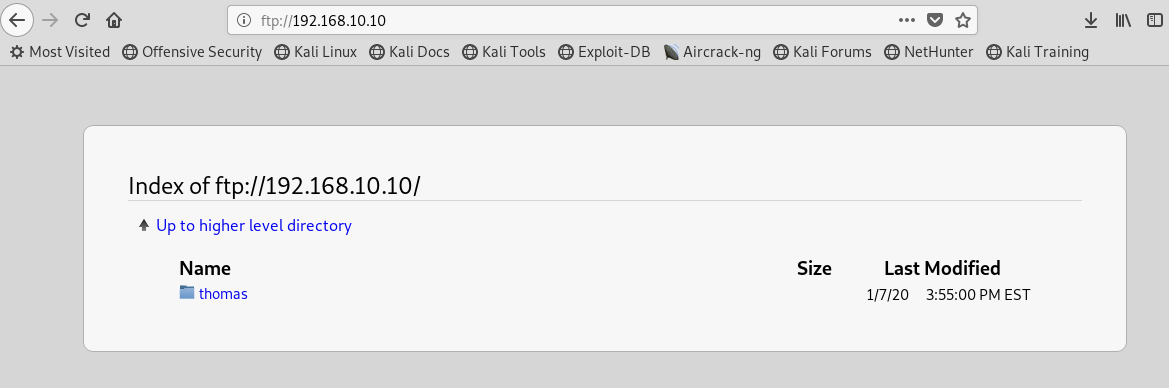 ftp://192.168.10.10
Most Visited Offensive Security Kali Linux Kali Docs Kali Tools Exploit-DB Aircrack-ng Kali Forums NetHunter Kali Training
Index of ftp://192.168.10.10/
Up to higher level directory
Name Size Last Modified
thomas 1/7/20 3:55:00 PM EST